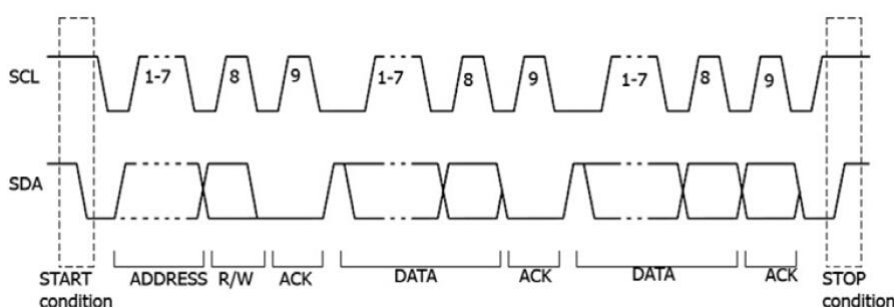 SCL
1-7
8
9
1-7
8
9
1-7
8
9
SDA
START
condition
ADDRESS
R/W
ACK
DATA
ACK
DATA
ACK
STOP
condition